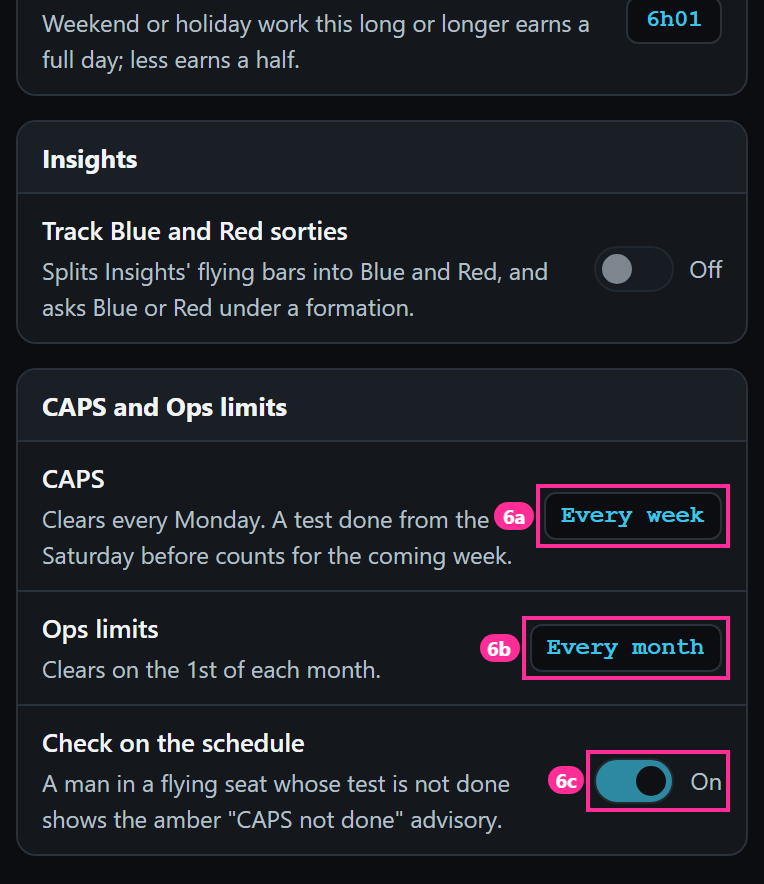 Weekend or holiday work this long or longer earns a
full day; less earns a half.
6h01
Insights
Track Blue and Red sorties
Splits Insights' flying bars into Blue and Red, and
asks Blue or Red under a formation.
Off
CAPS and Ops limits
CAPS
Clears every Monday. A test done from the
Saturday before counts for the coming week.
6a
Every week
Ops limits
Clears on the 1st of each month.
6b
Every month
Check on the schedule
A man in a flying seat whose test is not done
shows the amber "CAPS not done" advisory.
6c
On